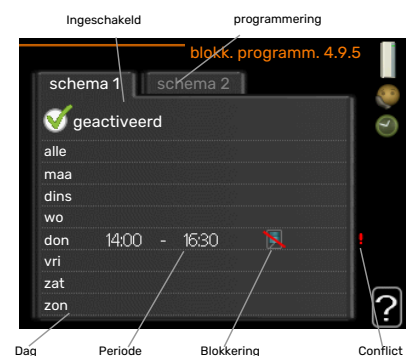 Ingeschakeld programmering
blokk. programm. 4.9.5
schema 1 schema 2
geactiveerd
alle
maa
dins
wo
don 14:00 - 16:30 !
vri
zat
zon
?
Dag Periode Blokkering Conflict